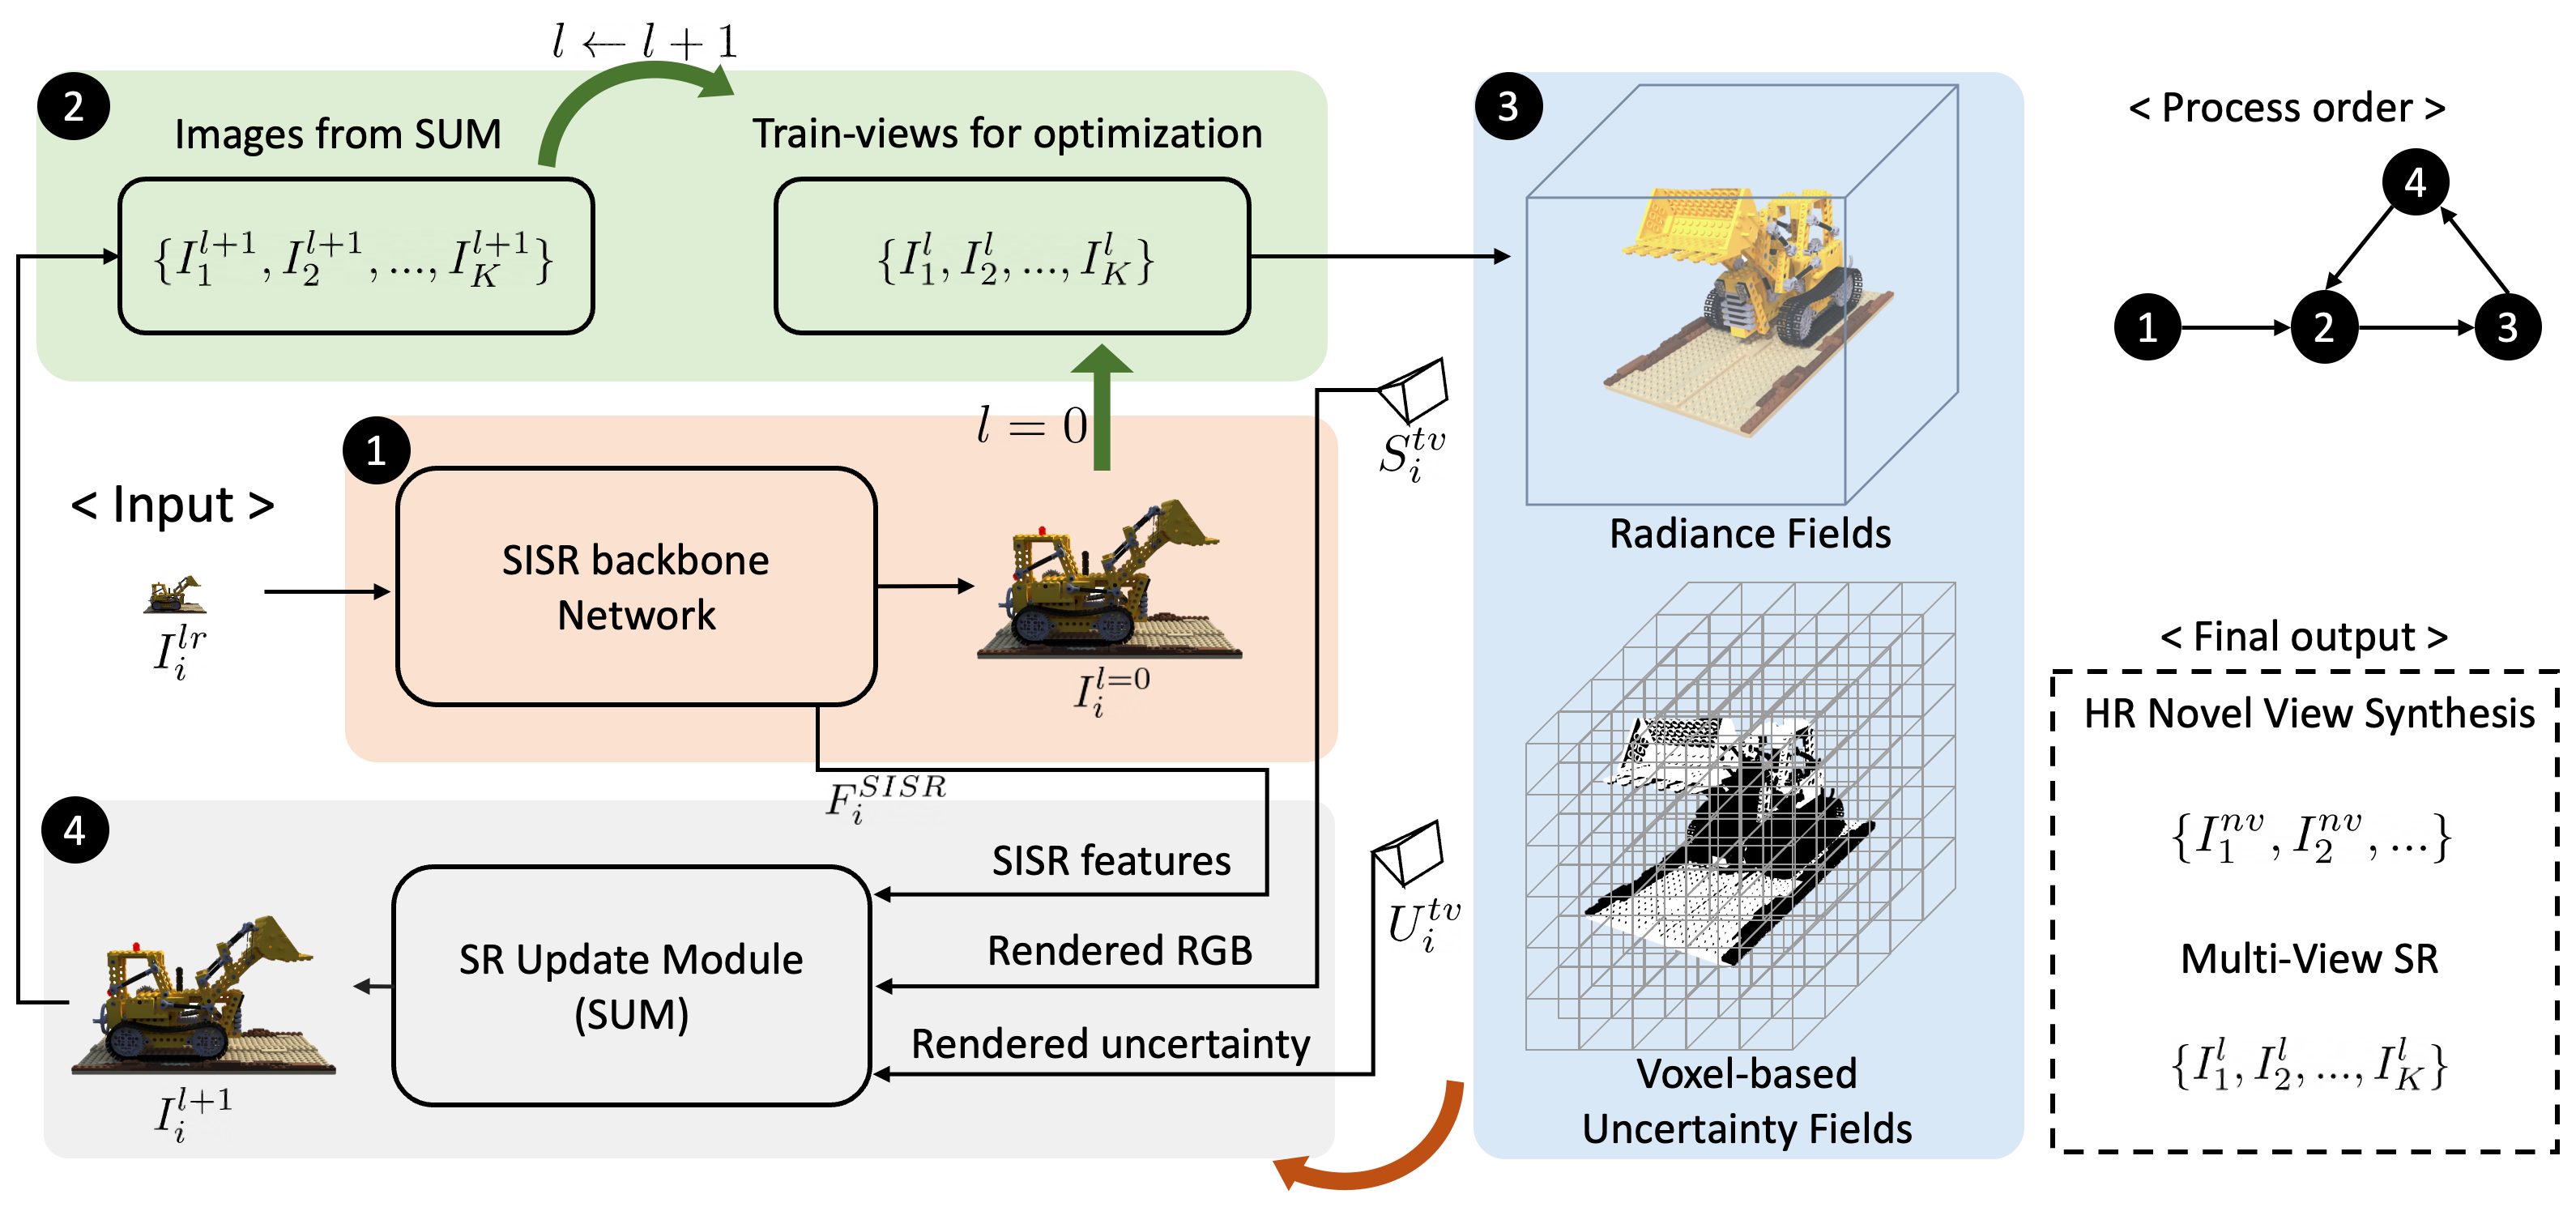 l ← l + 1
2
Images from SUM
Train-views for optimization
{I_1^{l+1}, I_2^{l+1}, ..., I_K^{l+1}}
{I_1^l, I_2^l, ..., I_K^l}
l = 0
1
< Input >
I_i^{lr}
SISR backbone
Network
I_i^{l=0}
F_i^{SISR}
4
SISR features
Rendered RGB
Rendered uncertainty
SR Update Module
(SUM)
I_i^{l+1}
S_i^{tv}
U_i^{tv}
3
Radiance Fields
Voxel-based
Uncertainty Fields
< Process order >
4
1
2
3
< Final output >
HR Novel View Synthesis
{I_1^{nv}, I_2^{nv}, ...}
Multi-View SR
{I_1^l, I_2^l, ..., I_K^l}